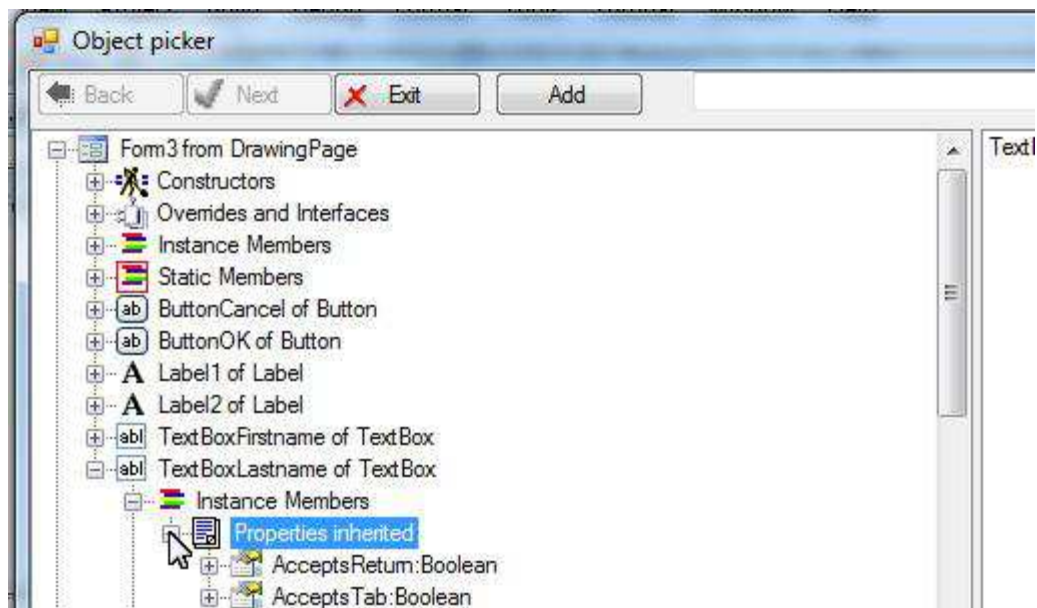 Object picker
Back Next Exit Add
Form3 from DrawingPage
Constructors
Overrides and Interfaces
Instance Members
Static Members
ButtonCancel of Button
ButtonOK of Button
Label1 of Label
Label2 of Label
TextBoxFirstname of TextBox
TextBoxLastname of TextBox
Instance Members
Properties inherited
AcceptsReturn:Boolean
AcceptsTab:Boolean